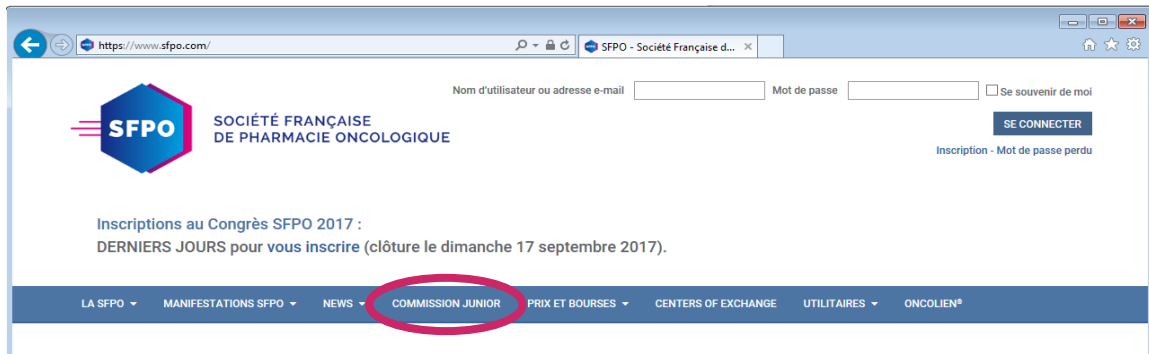 https://www.sfpo.com/
SFPO - Société Française d...
Nom d'utilisateur ou adresse e-mail
Mot de passe
Se souvenir de moi
SE CONNECTER
Inscription - Mot de passe perdu
SFPO
SOCIÉTÉ FRANÇAISE
DE PHARMACIE ONCOLOGIQUE
Inscriptions au Congrès SFPO 2017 :
DERNIERS JOURS pour vous inscrire (clôture le dimanche 17 septembre 2017).
LA SFPO MANIFESTATIONS SFPO NEWS COMMISSION JUNIOR PRIX ET BOURSES CENTERS OF EXCHANGE UTILITAIRES ONCOLIEN®